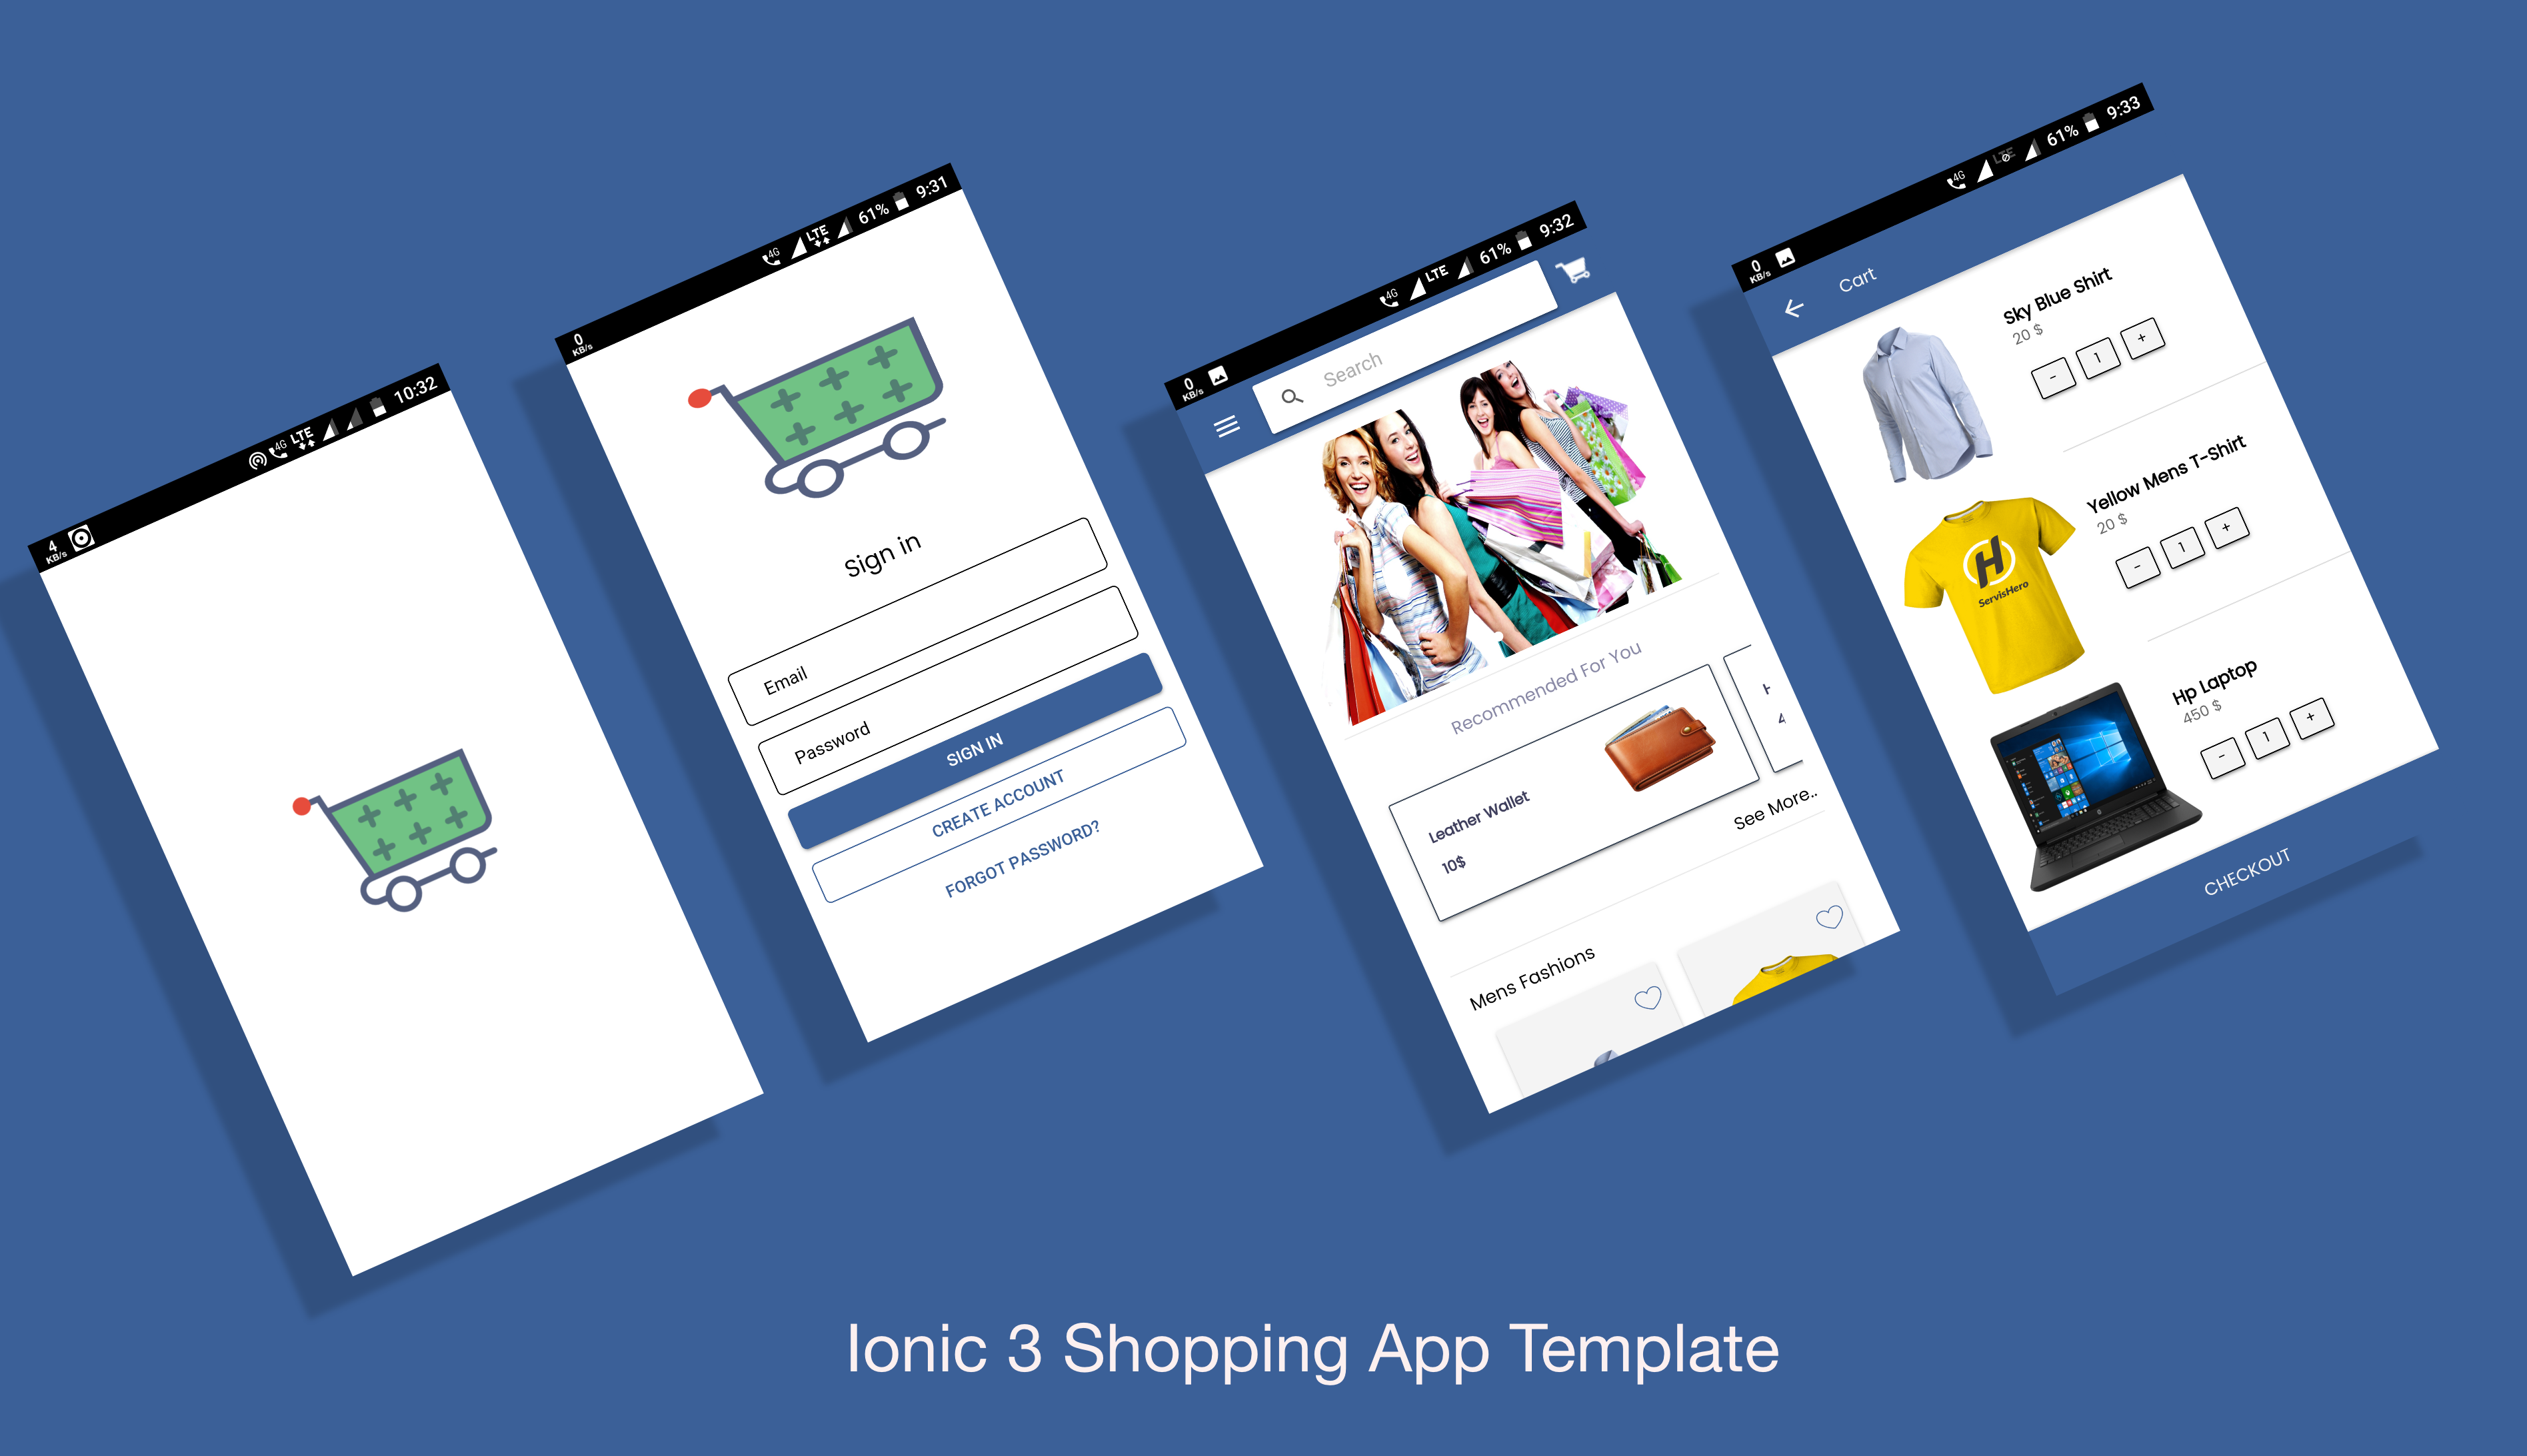 4
KB/s
4G
LTE
10:32
0
KB/s
4G
LTE
61%
9:31
Sign in
Email
Password
SIGN IN
CREATE ACCOUNT
FORGOT PASSWORD?
0
KB/s
4G
LTE
61%
9:32
Search
Recommended For You
Leather Wallet
10$
See More..
Mens Fashions
0
KB/s
4G
LTE
61%
9:33
Cart
Sky Blue Shirt
20 $
- 1 +
Yellow Mens T-Shirt
20 $
- 1 +
H
ServisHero
Hp Laptop
450 $
- 1 +
CHECKOUT
Ionic 3 Shopping App Template